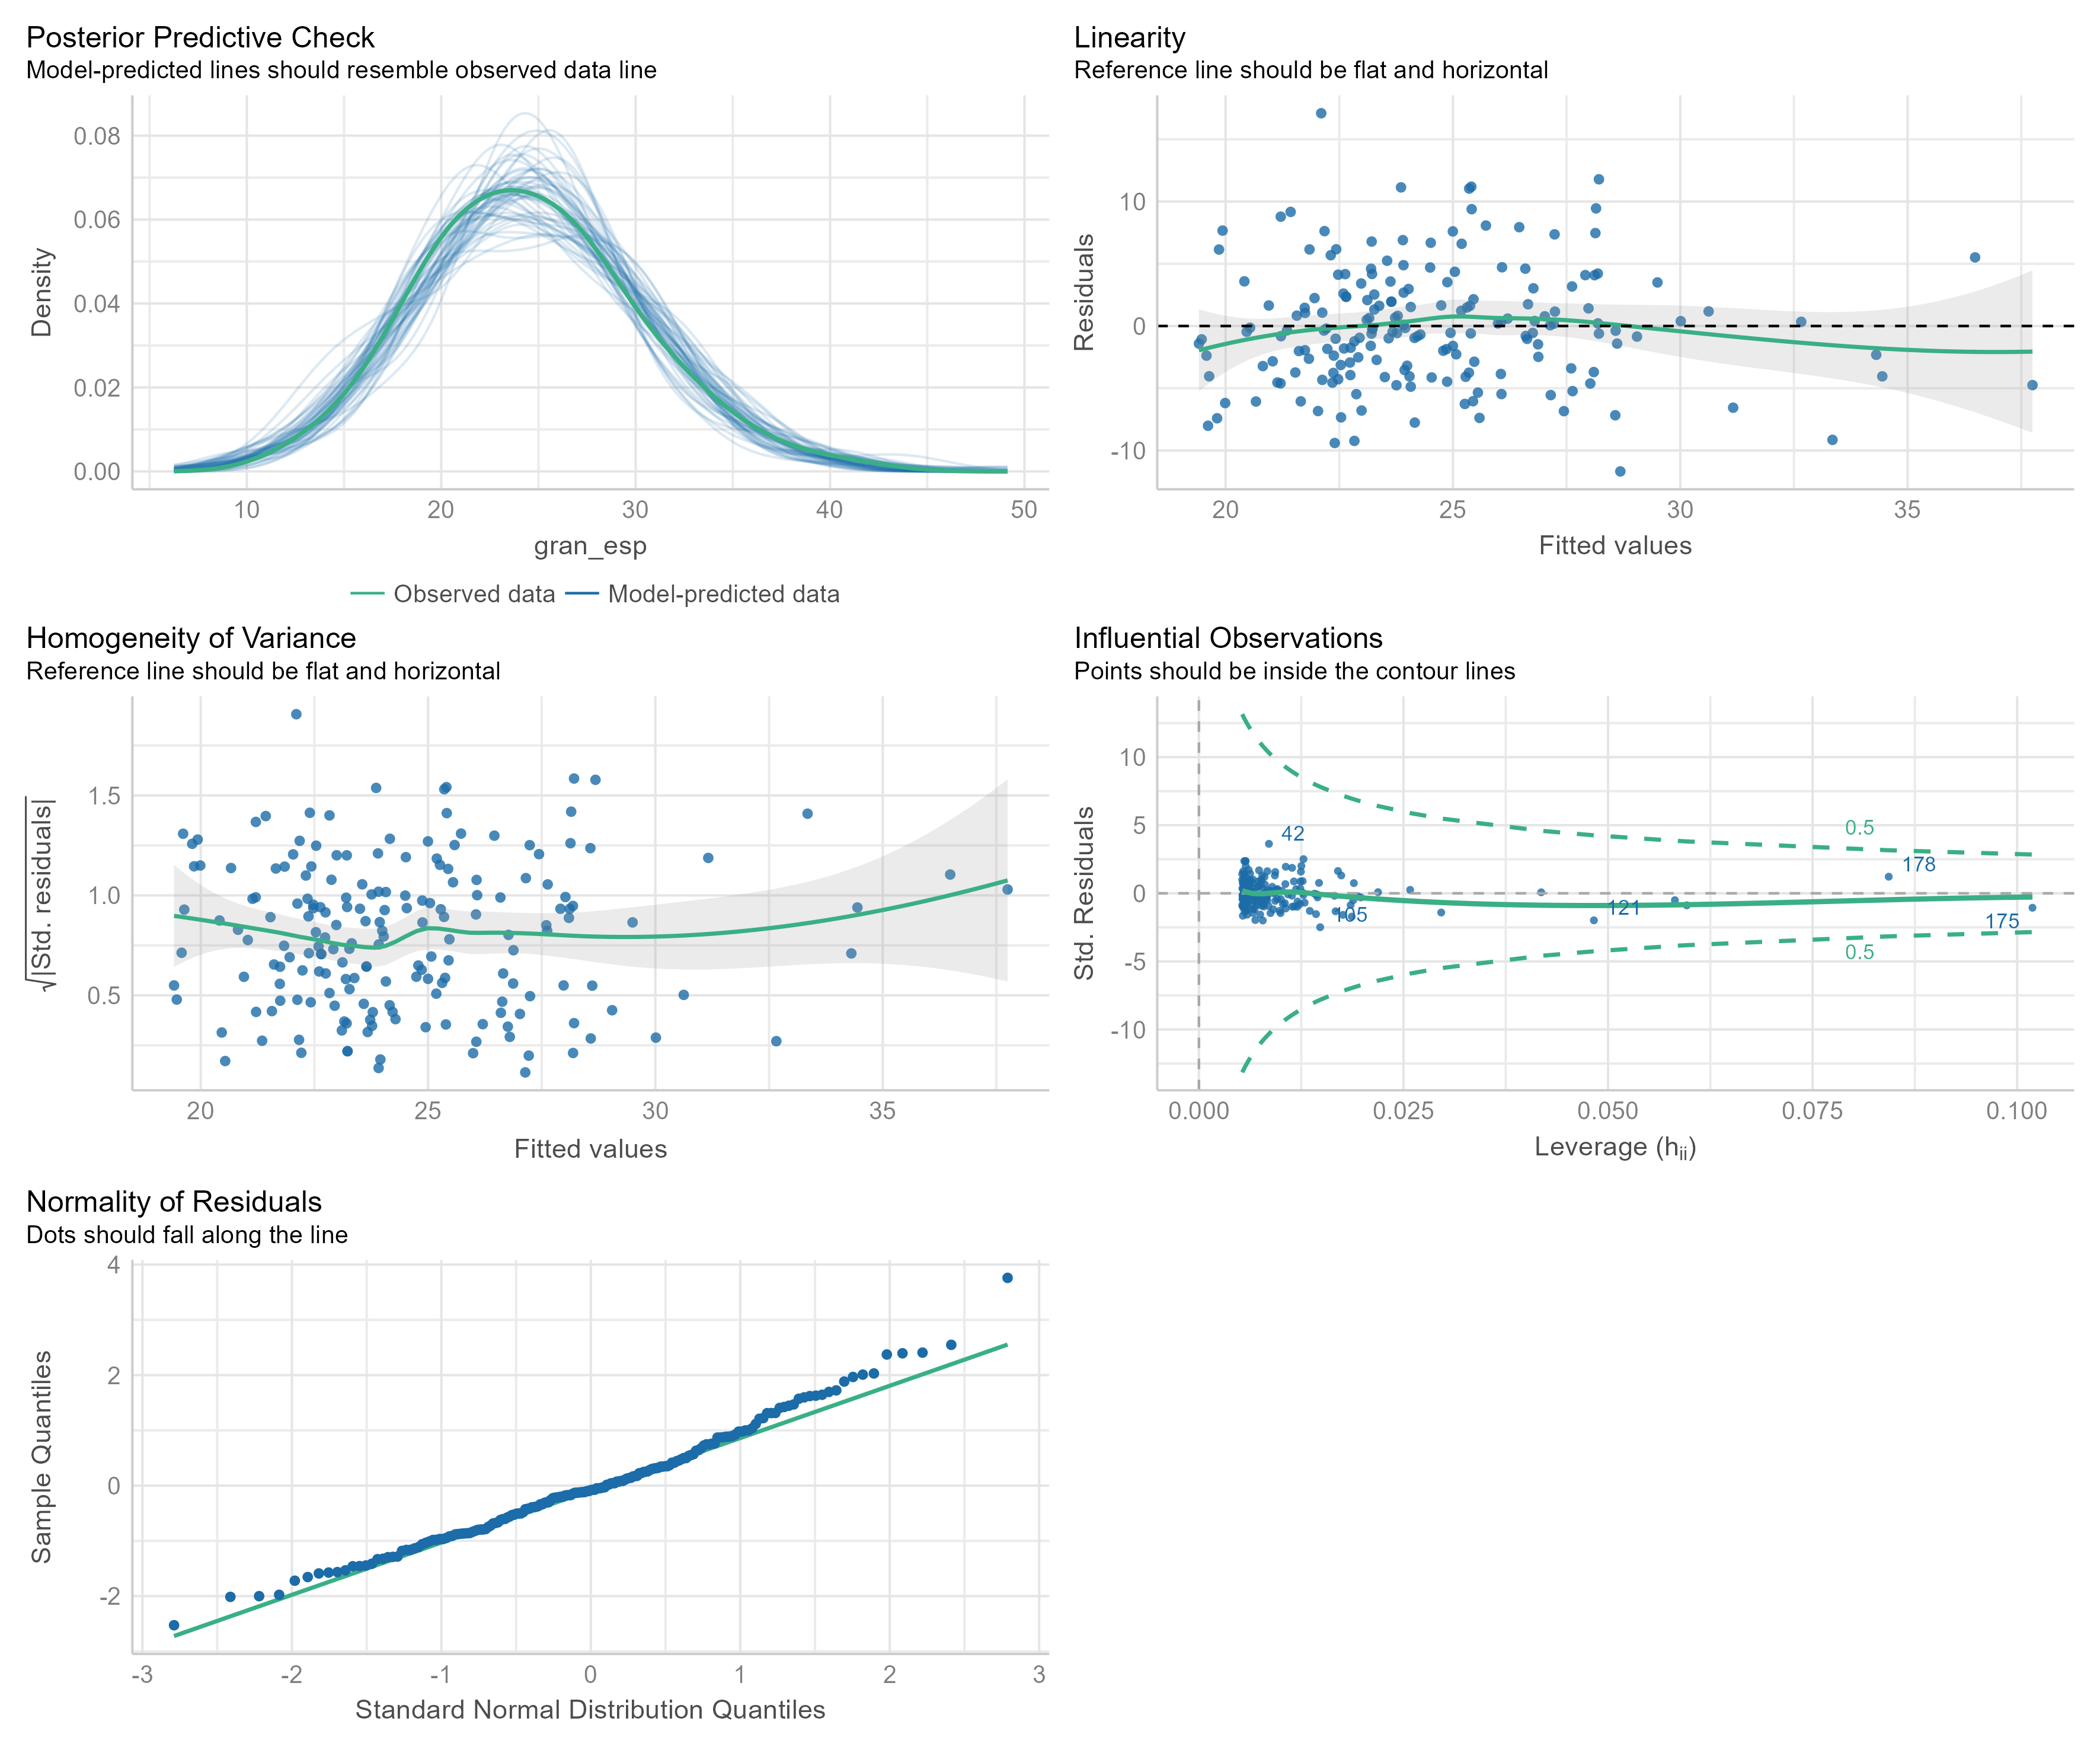 Posterior Predictive Check
Model-predicted lines should resemble observed data line
Density
0.08
0.06
0.04
0.02
0.00
10 20 30 40 50
gran_esp
Observed data Model-predicted data
Linearity
Reference line should be flat and horizontal
Residuals
10
0
-10
20 25 30 35
Fitted values
Homogeneity of Variance
Reference line should be flat and horizontal
√|Std. residuals|
1.5
1.0
0.5
20 25 30 35
Fitted values
Influential Observations
Points should be inside the contour lines
Std. Residuals
10
5
0
-5
-10
42
0.5
178
165
121
175
0.5
0.000 0.025 0.050 0.075 0.100
Leverage (hii)
Normality of Residuals
Dots should fall along the line
Sample Quantiles
4
2
0
-2
-3 -2 -1 0 1 2 3
Standard Normal Distribution Quantiles